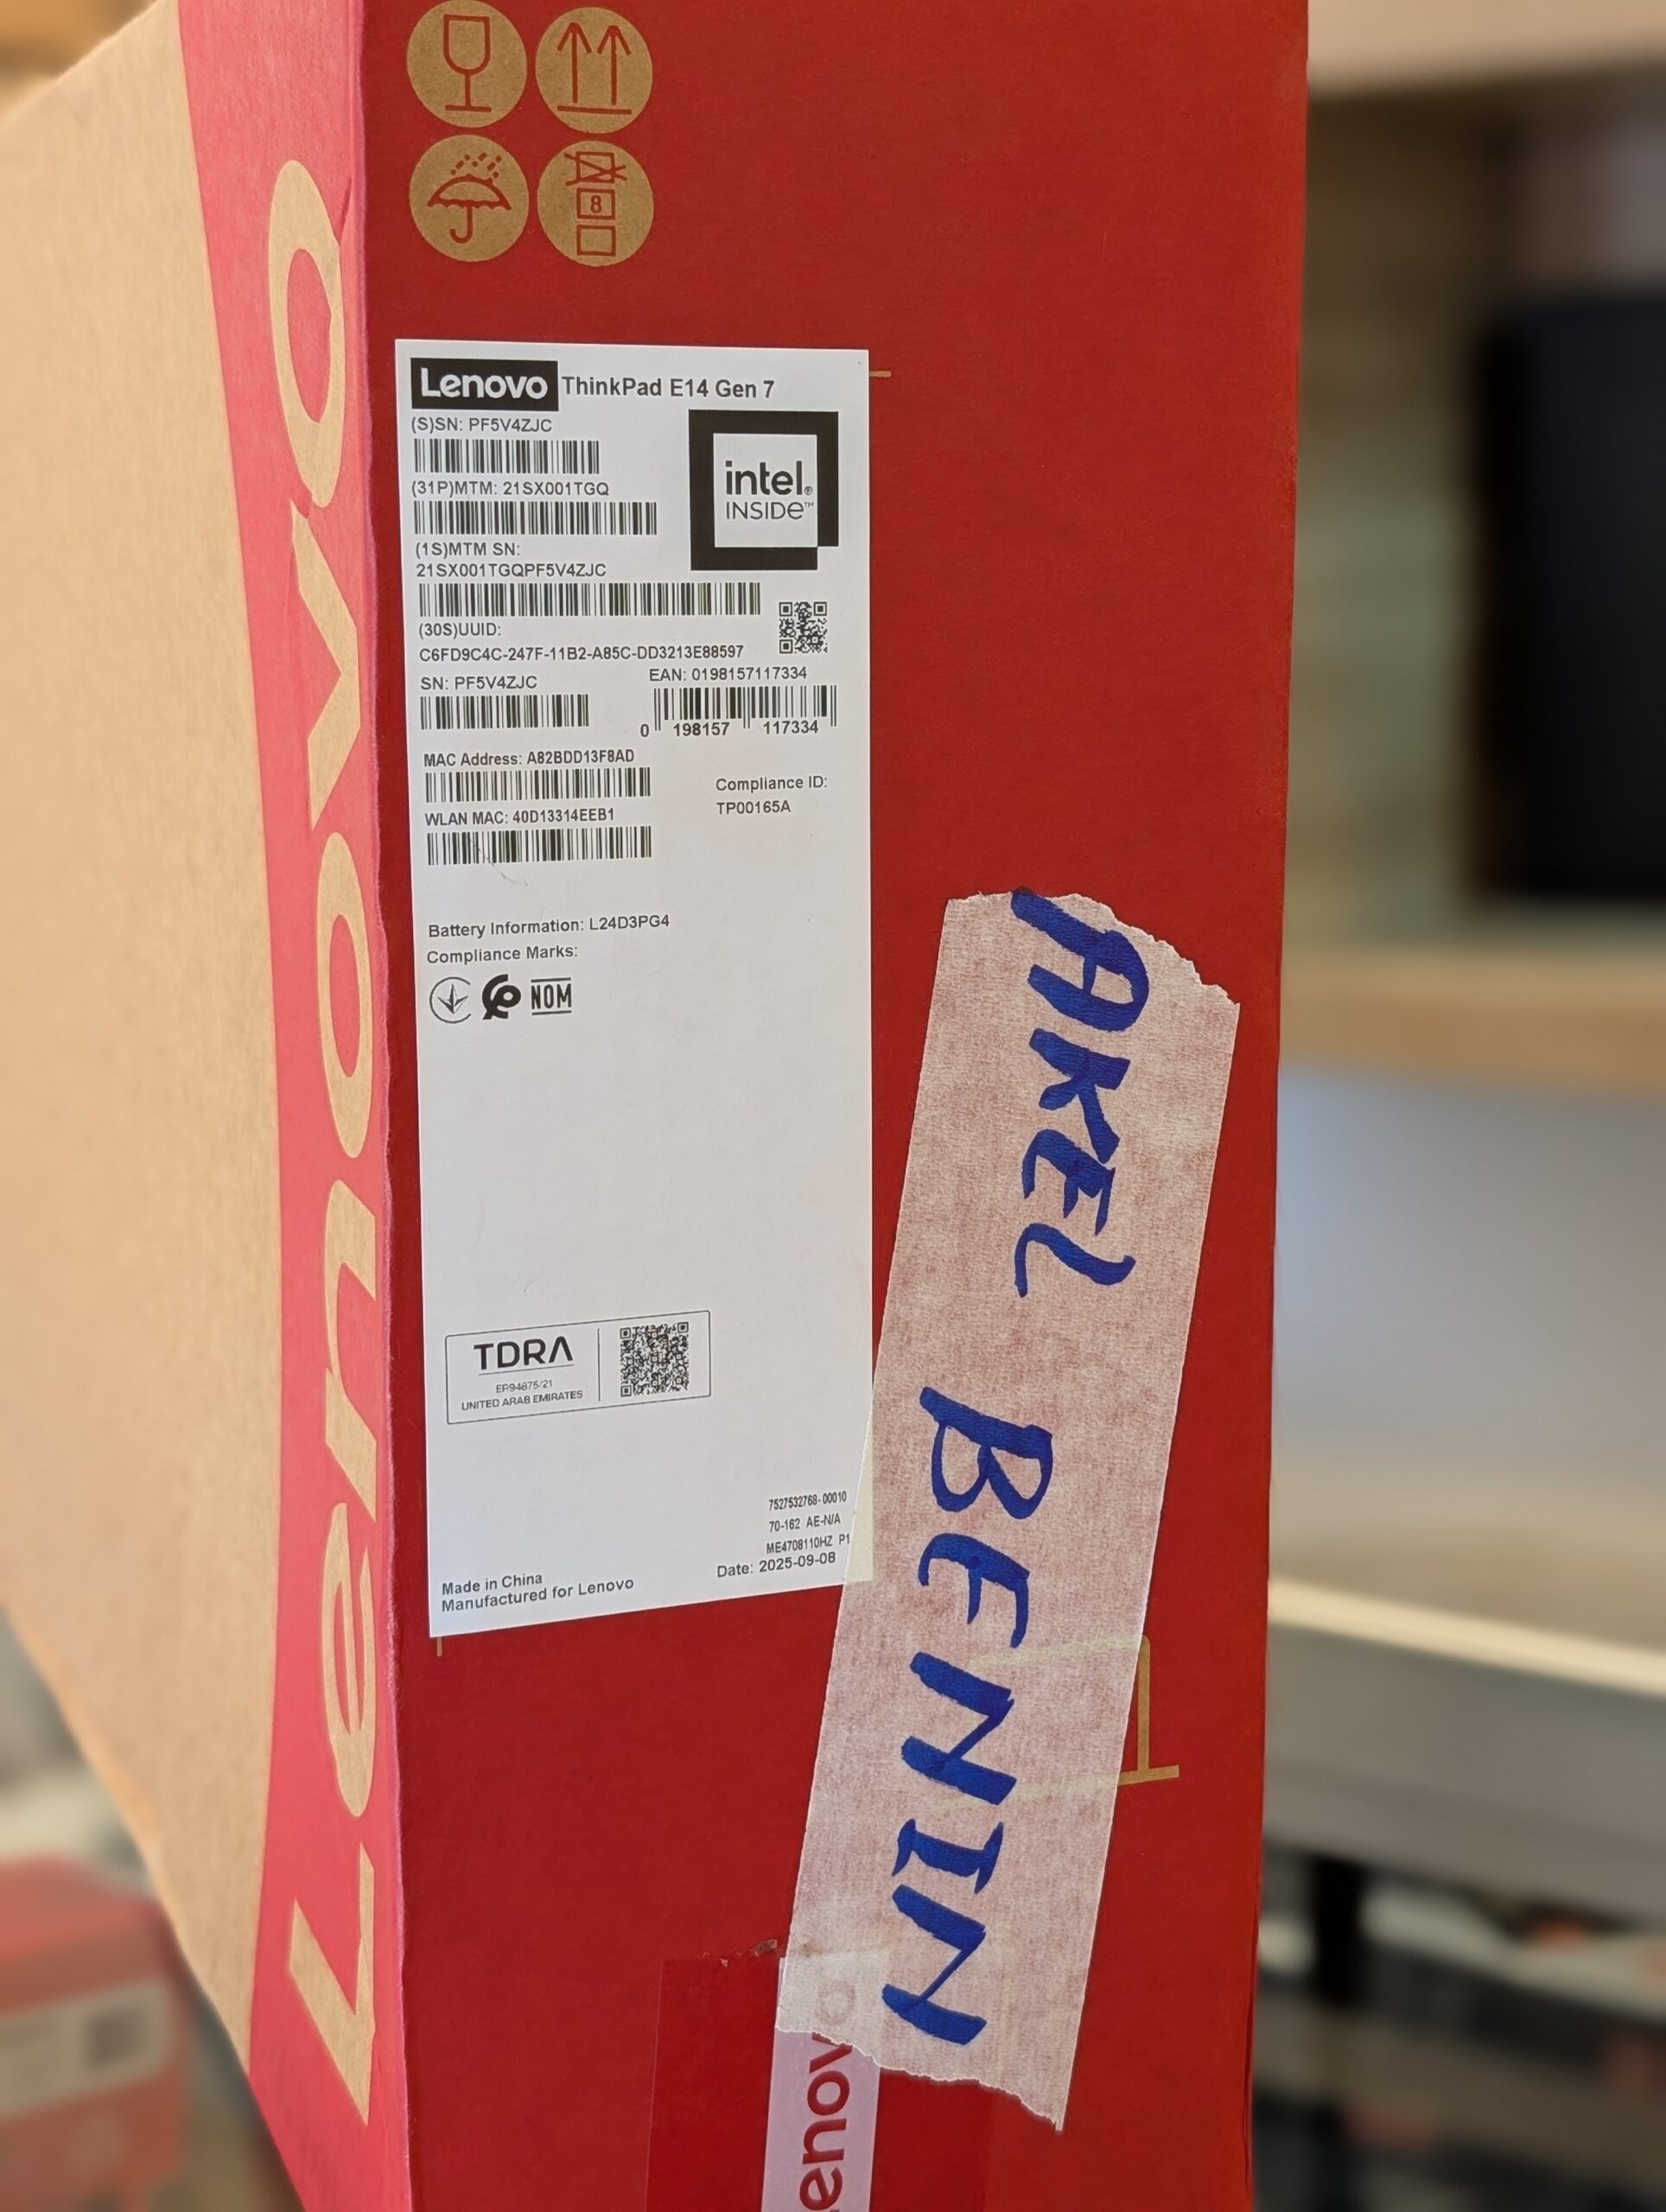 8
Lenovo
Lenovo ThinkPad E14 Gen 7
(S)SN: PF5V4ZJC
(31P)MTM: 21SX001TGQ
intel®
INSIDE™
(1S)MTM SN:
21SX001TGQPF5V4ZJC
(30S)UUID:
C6FD9C4C-247F-11B2-A85C-DD3213E88597
SN: PF5V4ZJC
EAN: 0198157117334
0 198157 117334
MAC Address: A82BDD13F8AD
Compliance ID:
TP00165A
WLAN MAC: 40D13314EEB1
Battery Information: L24D3PG4
Compliance Marks:
NOM
TDRA
ER94875/21
UNITED ARAB EMIRATES
7527532768-00010
70-162 AE-N/A
ME4708110HZ P1
Date: 2025-09-08
Made in China
Manufactured for Lenovo
AKEL BENIN
enovo